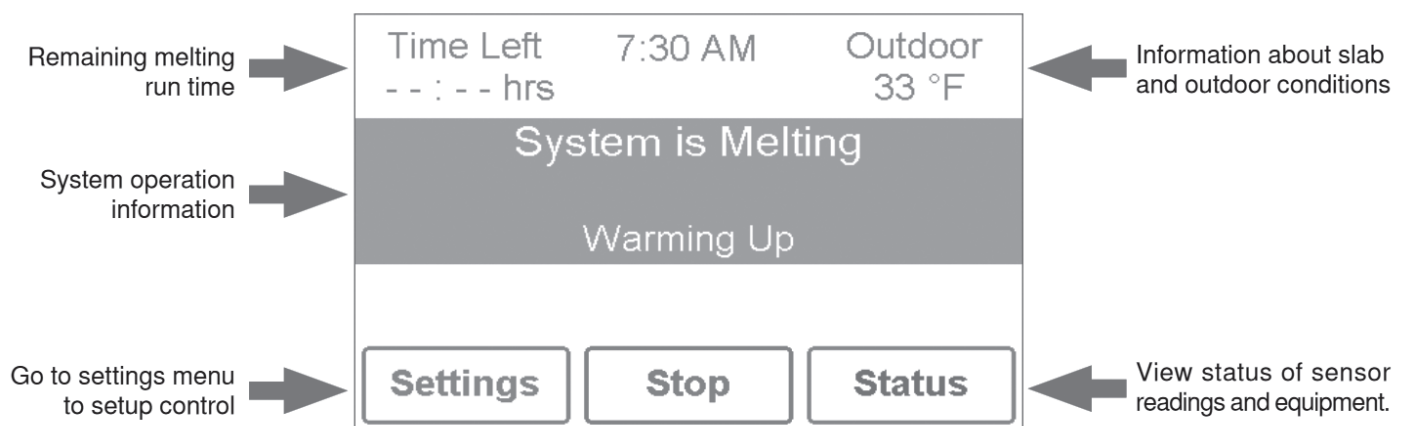 Remaining melting
run time
Time Left
- - : - - hrs
7:30 AM
Outdoor
33 °F
Information about slab
and outdoor conditions
System operation
information
System is Melting
Warming Up
Go to settings menu
to setup control
Settings
Stop
Status
View status of sensor
readings and equipment.